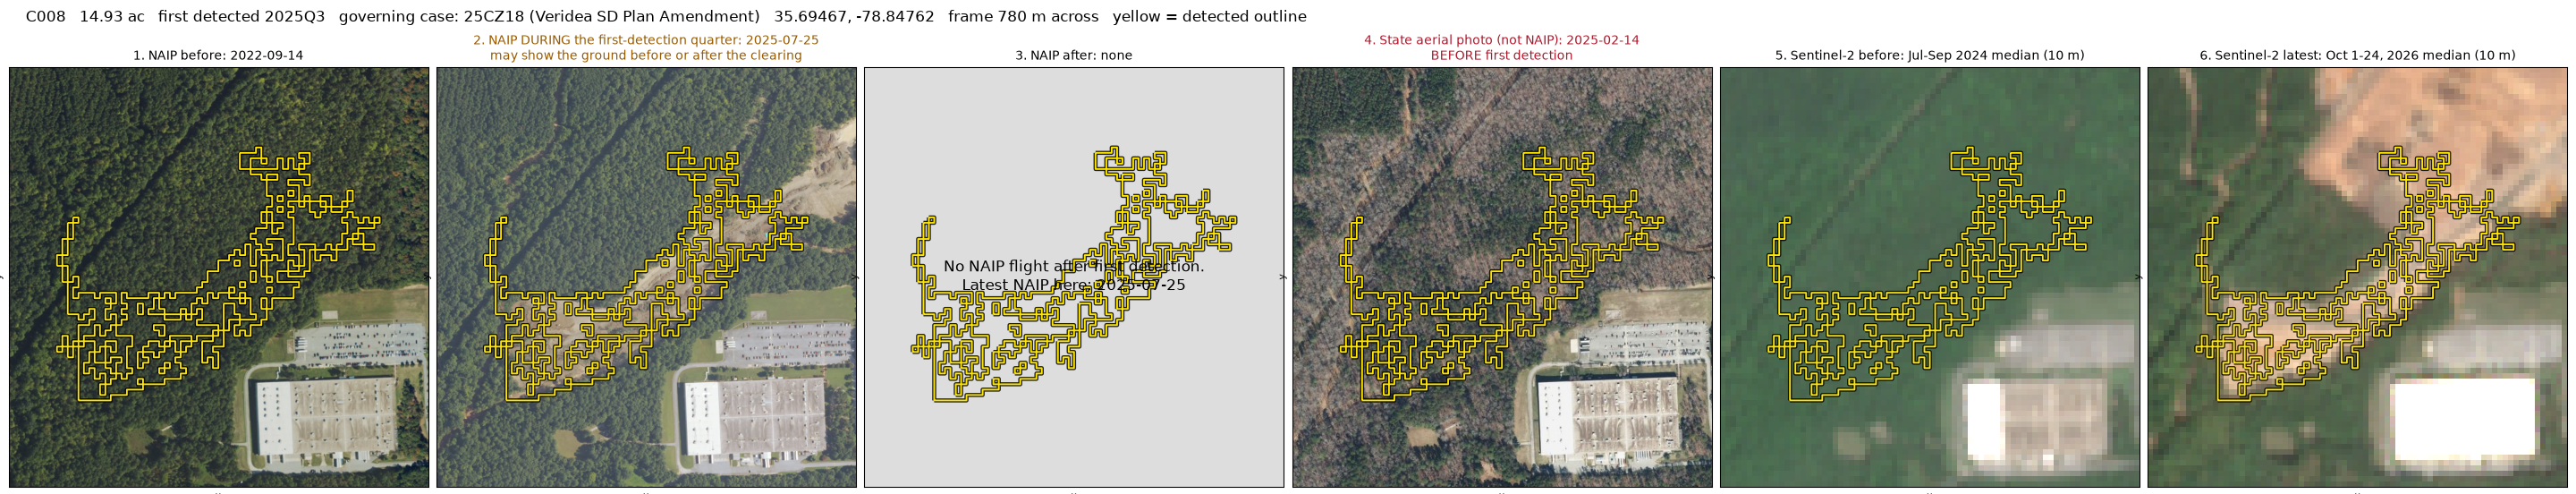 C008   14.93 ac   first detected 2025Q3   governing case: 25CZ18 (Veridea SD Plan Amendment)   35.69467, -78.84762   frame 780 m across   yellow = detected outline
1. NAIP before: 2022-09-14
2. NAIP DURING the first-detection quarter: 2025-07-25
may show the ground before or after the clearing
3. NAIP after: none
4. State aerial photo (not NAIP): 2025-02-14
BEFORE first detection
5. Sentinel-2 before: Jul-Sep 2024 median (10 m)
6. Sentinel-2 latest: Oct 1-24, 2026 median (10 m)
No NAIP flight after first detection.
Latest NAIP here: 2025-07-25